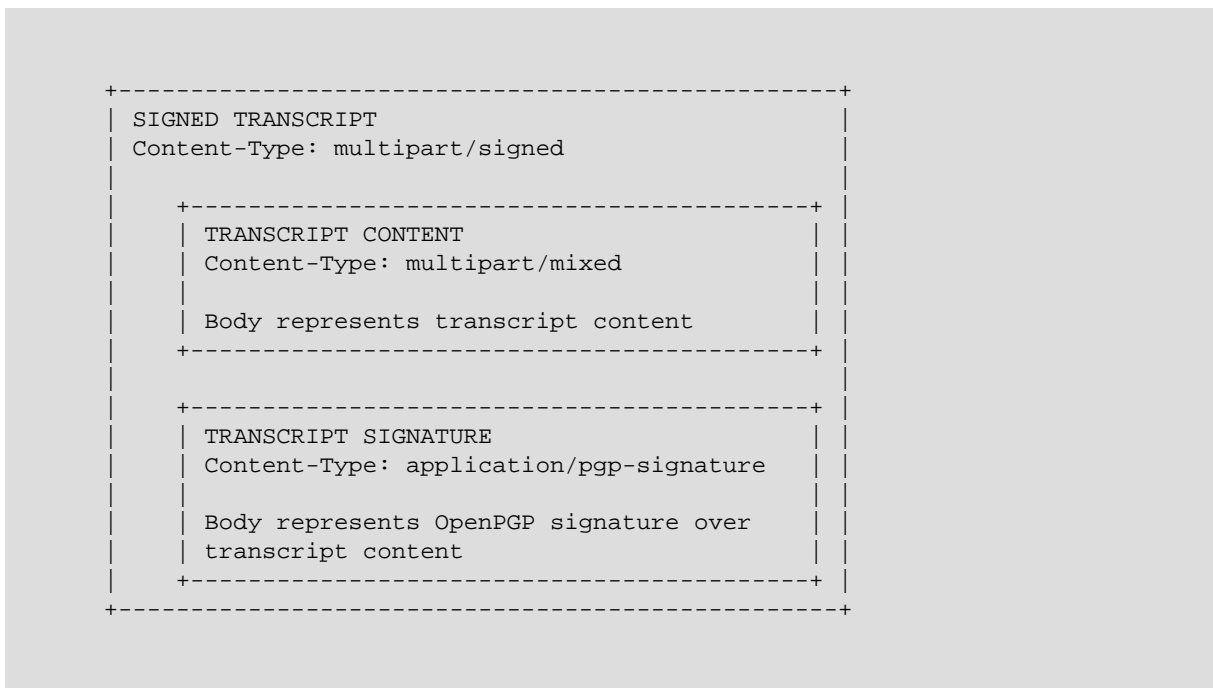 +--------------------------------------------------+
| SIGNED TRANSCRIPT                                |
| Content-Type: multipart/signed                   |
|                                                  |
|    +-------------------------------------------+ |
|    | TRANSCRIPT CONTENT                        | |
|    | Content-Type: multipart/mixed             | |
|    |                                           | |
|    | Body represents transcript content        | |
|    +-------------------------------------------+ |
|                                                  |
|    +-------------------------------------------+ |
|    | TRANSCRIPT SIGNATURE                      | |
|    | Content-Type: application/pgp-signature   | |
|    |                                           | |
|    | Body represents OpenPGP signature over    | |
|    | transcript content                        | |
|    +-------------------------------------------+ |
+--------------------------------------------------+